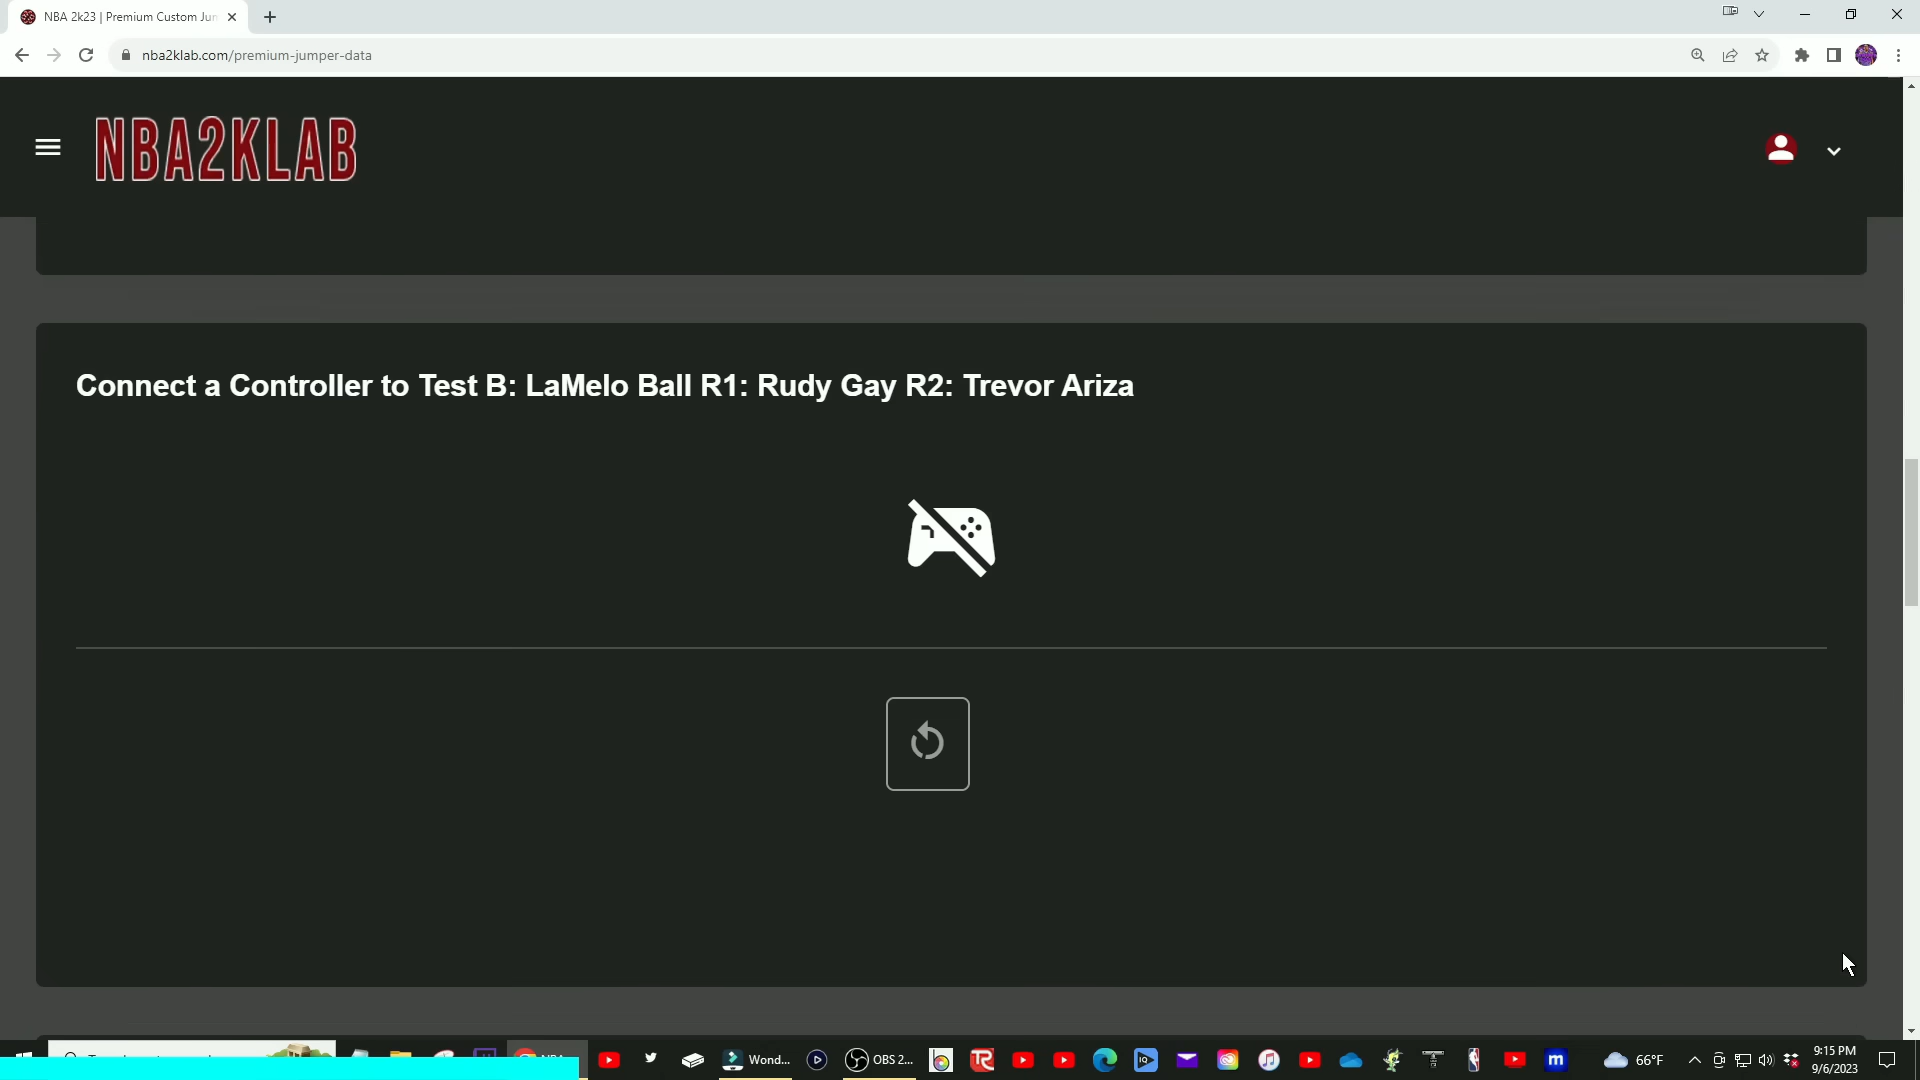 NBA 2k23 | Premium Custom Jun
nba2klab.com/premium-jumper-data
NBA2KLAB
Connect a Controller to Test B: LaMelo Ball R1: Rudy Gay R2: Trevor Ariza
Wond...
OBS 2...
66°F
9:15 PM
9/6/2023